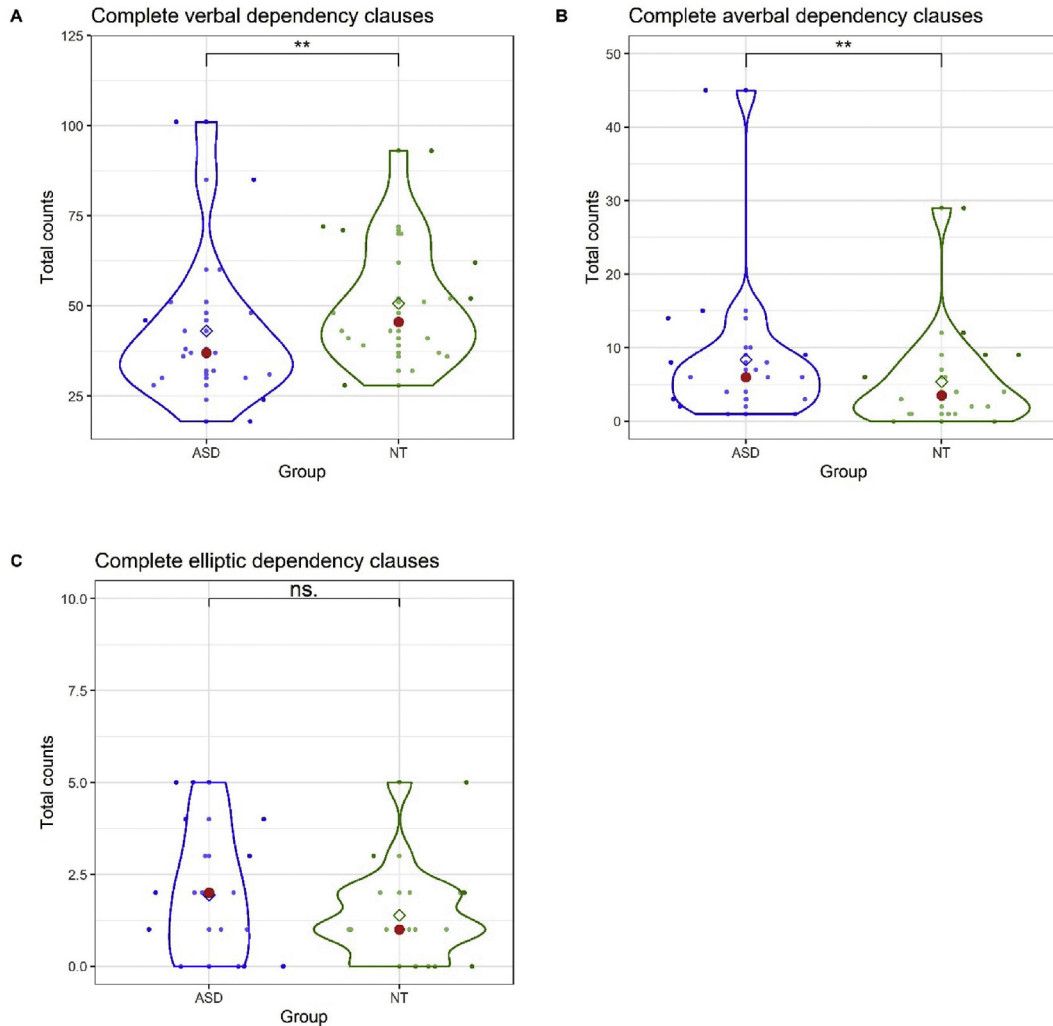 A
Complete verbal dependency clauses
125
100
75
50
25
Total counts
**
ASD
NT
Group
B
Complete averbal dependency clauses
50
40
30
20
10
0
Total counts
**
ASD
NT
Group
C
Complete elliptic dependency clauses
10.0
7.5
5.0
2.5
0.0
Total counts
ns.
ASD
NT
Group